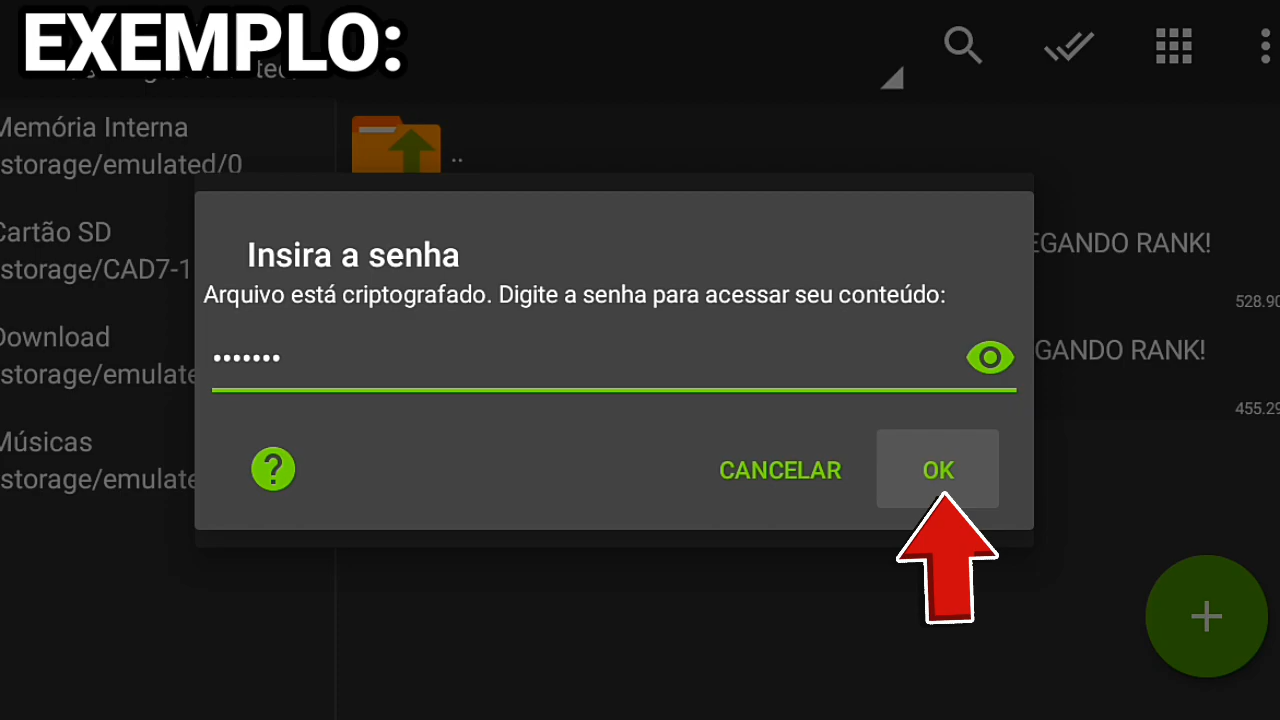 EXEMPLO:
Memória Interna
storage/emulated/0
..
Cartão SD
storage/CAD7-1
EGANDO RANK!
528.90
Download
storage/emulate
GANDO RANK!
455.29
Músicas
storage/emulate
Insira a senha
Arquivo está criptografado. Digite a senha para acessar seu conteúdo:
•••••••
?
CANCELAR
OK
+